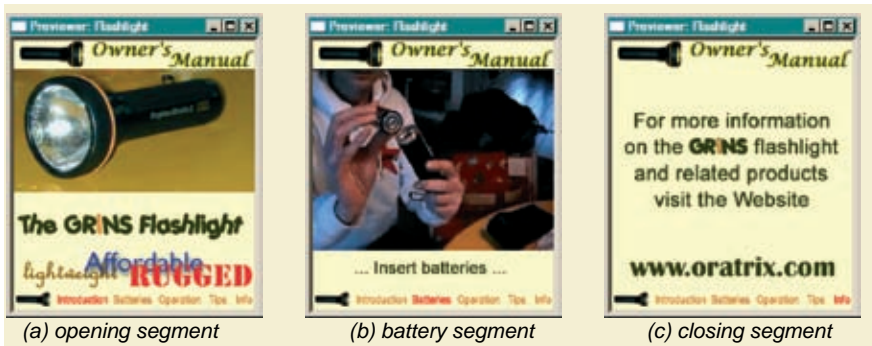 Previewer: Flashlight
Owner's
Manual
The GRiNS Flashlight
Affordable
lightweight RUGGED
Introduction Batteries Operation Tips Info
(a) opening segment
Previewer: Flashlight
Owner's
Manual
... Insert batteries ...
Introduction Batteries Operation Tips Info
(b) battery segment
Previewer: Flashlight
Owner's
Manual
For more information
on the GRiNS flashlight
and related products
visit the Website
www.oratrix.com
Introduction Batteries Operation Tips Info
(c) closing segment